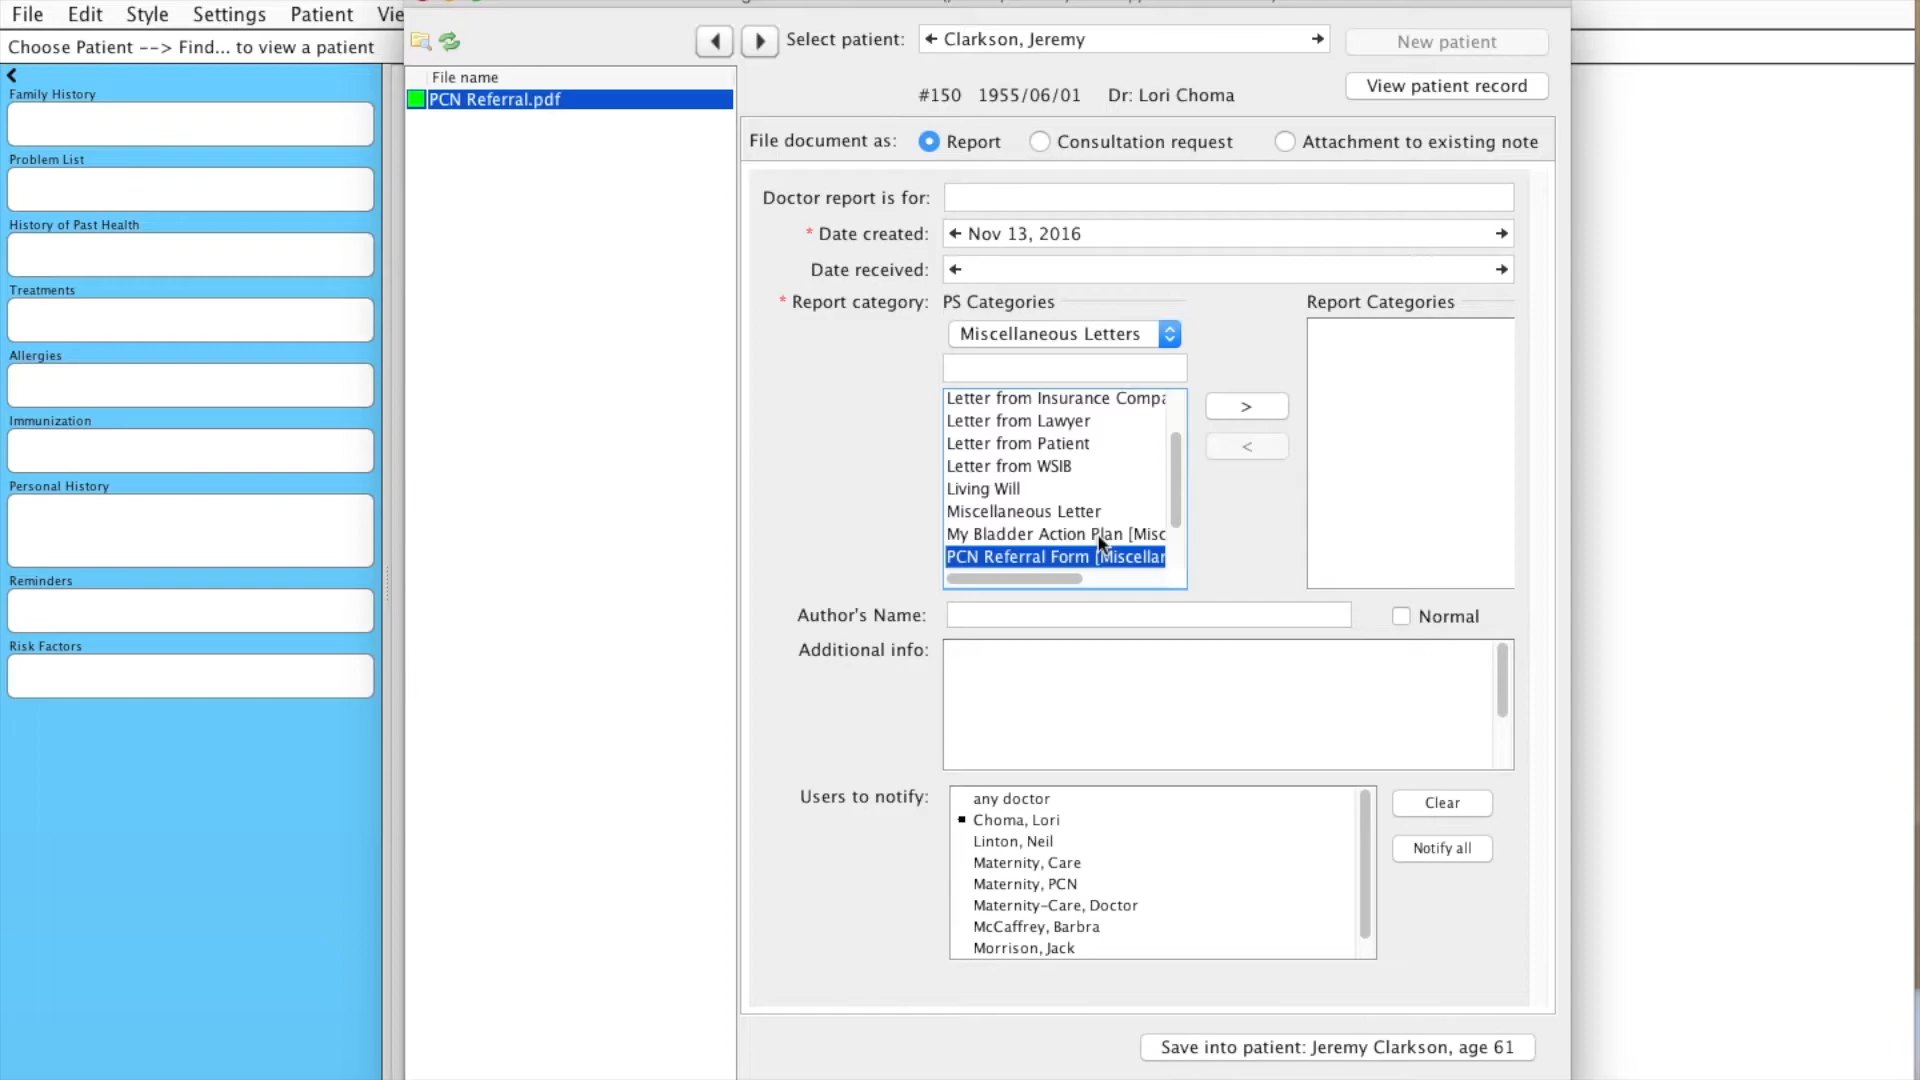 File Edit Style Settings Patient Vie
Choose Patient --> Find... to view a patient
Family History
Problem List
History of Past Health
Treatments
Allergies
Immunization
Personal History
Reminders
Risk Factors
File name
PCN Referral.pdf
Select patient: Clarkson, Jeremy
New patient
#150 1955/06/01 Dr: Lori Choma
View patient record
File document as: Report Consultation request Attachment to existing note
Doctor report is for:
* Date created: Nov 13, 2016
Date received:
* Report category: PS Categories
Report Categories
Miscellaneous Letters
Letter from Insurance Compa
Letter from Lawyer
Letter from Patient
Letter from WSIB
Living Will
Miscellaneous Letter
My Bladder Action Plan [Misc
PCN Referral Form [Miscellar
>
<
Author's Name:
Normal
Additional info:
Users to notify:
any doctor
Choma, Lori
Linton, Neil
Maternity, Care
Maternity, PCN
Maternity-Care, Doctor
McCaffrey, Barbra
Morrison, Jack
Clear
Notify all
Save into patient: Jeremy Clarkson, age 61